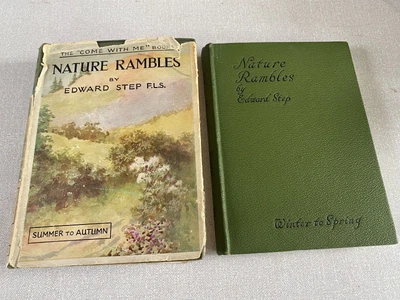 THE "COME WITH ME" BOOKS
NATURE RAMBLES
BY
EDWARD STEP F.L.S.
SUMMER TO AUTUMN
Nature
Rambles
by
Edward Step
Winter to Spring